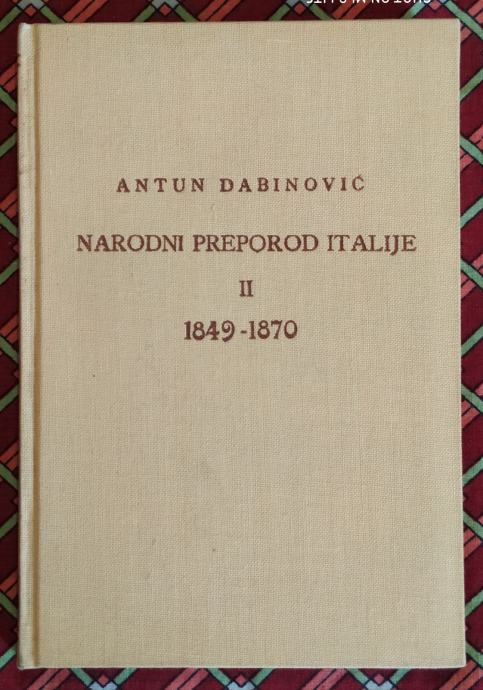 ANTUN DABINOVIĆ
NARODNI PREPOROD ITALIJE
II
1849-1870